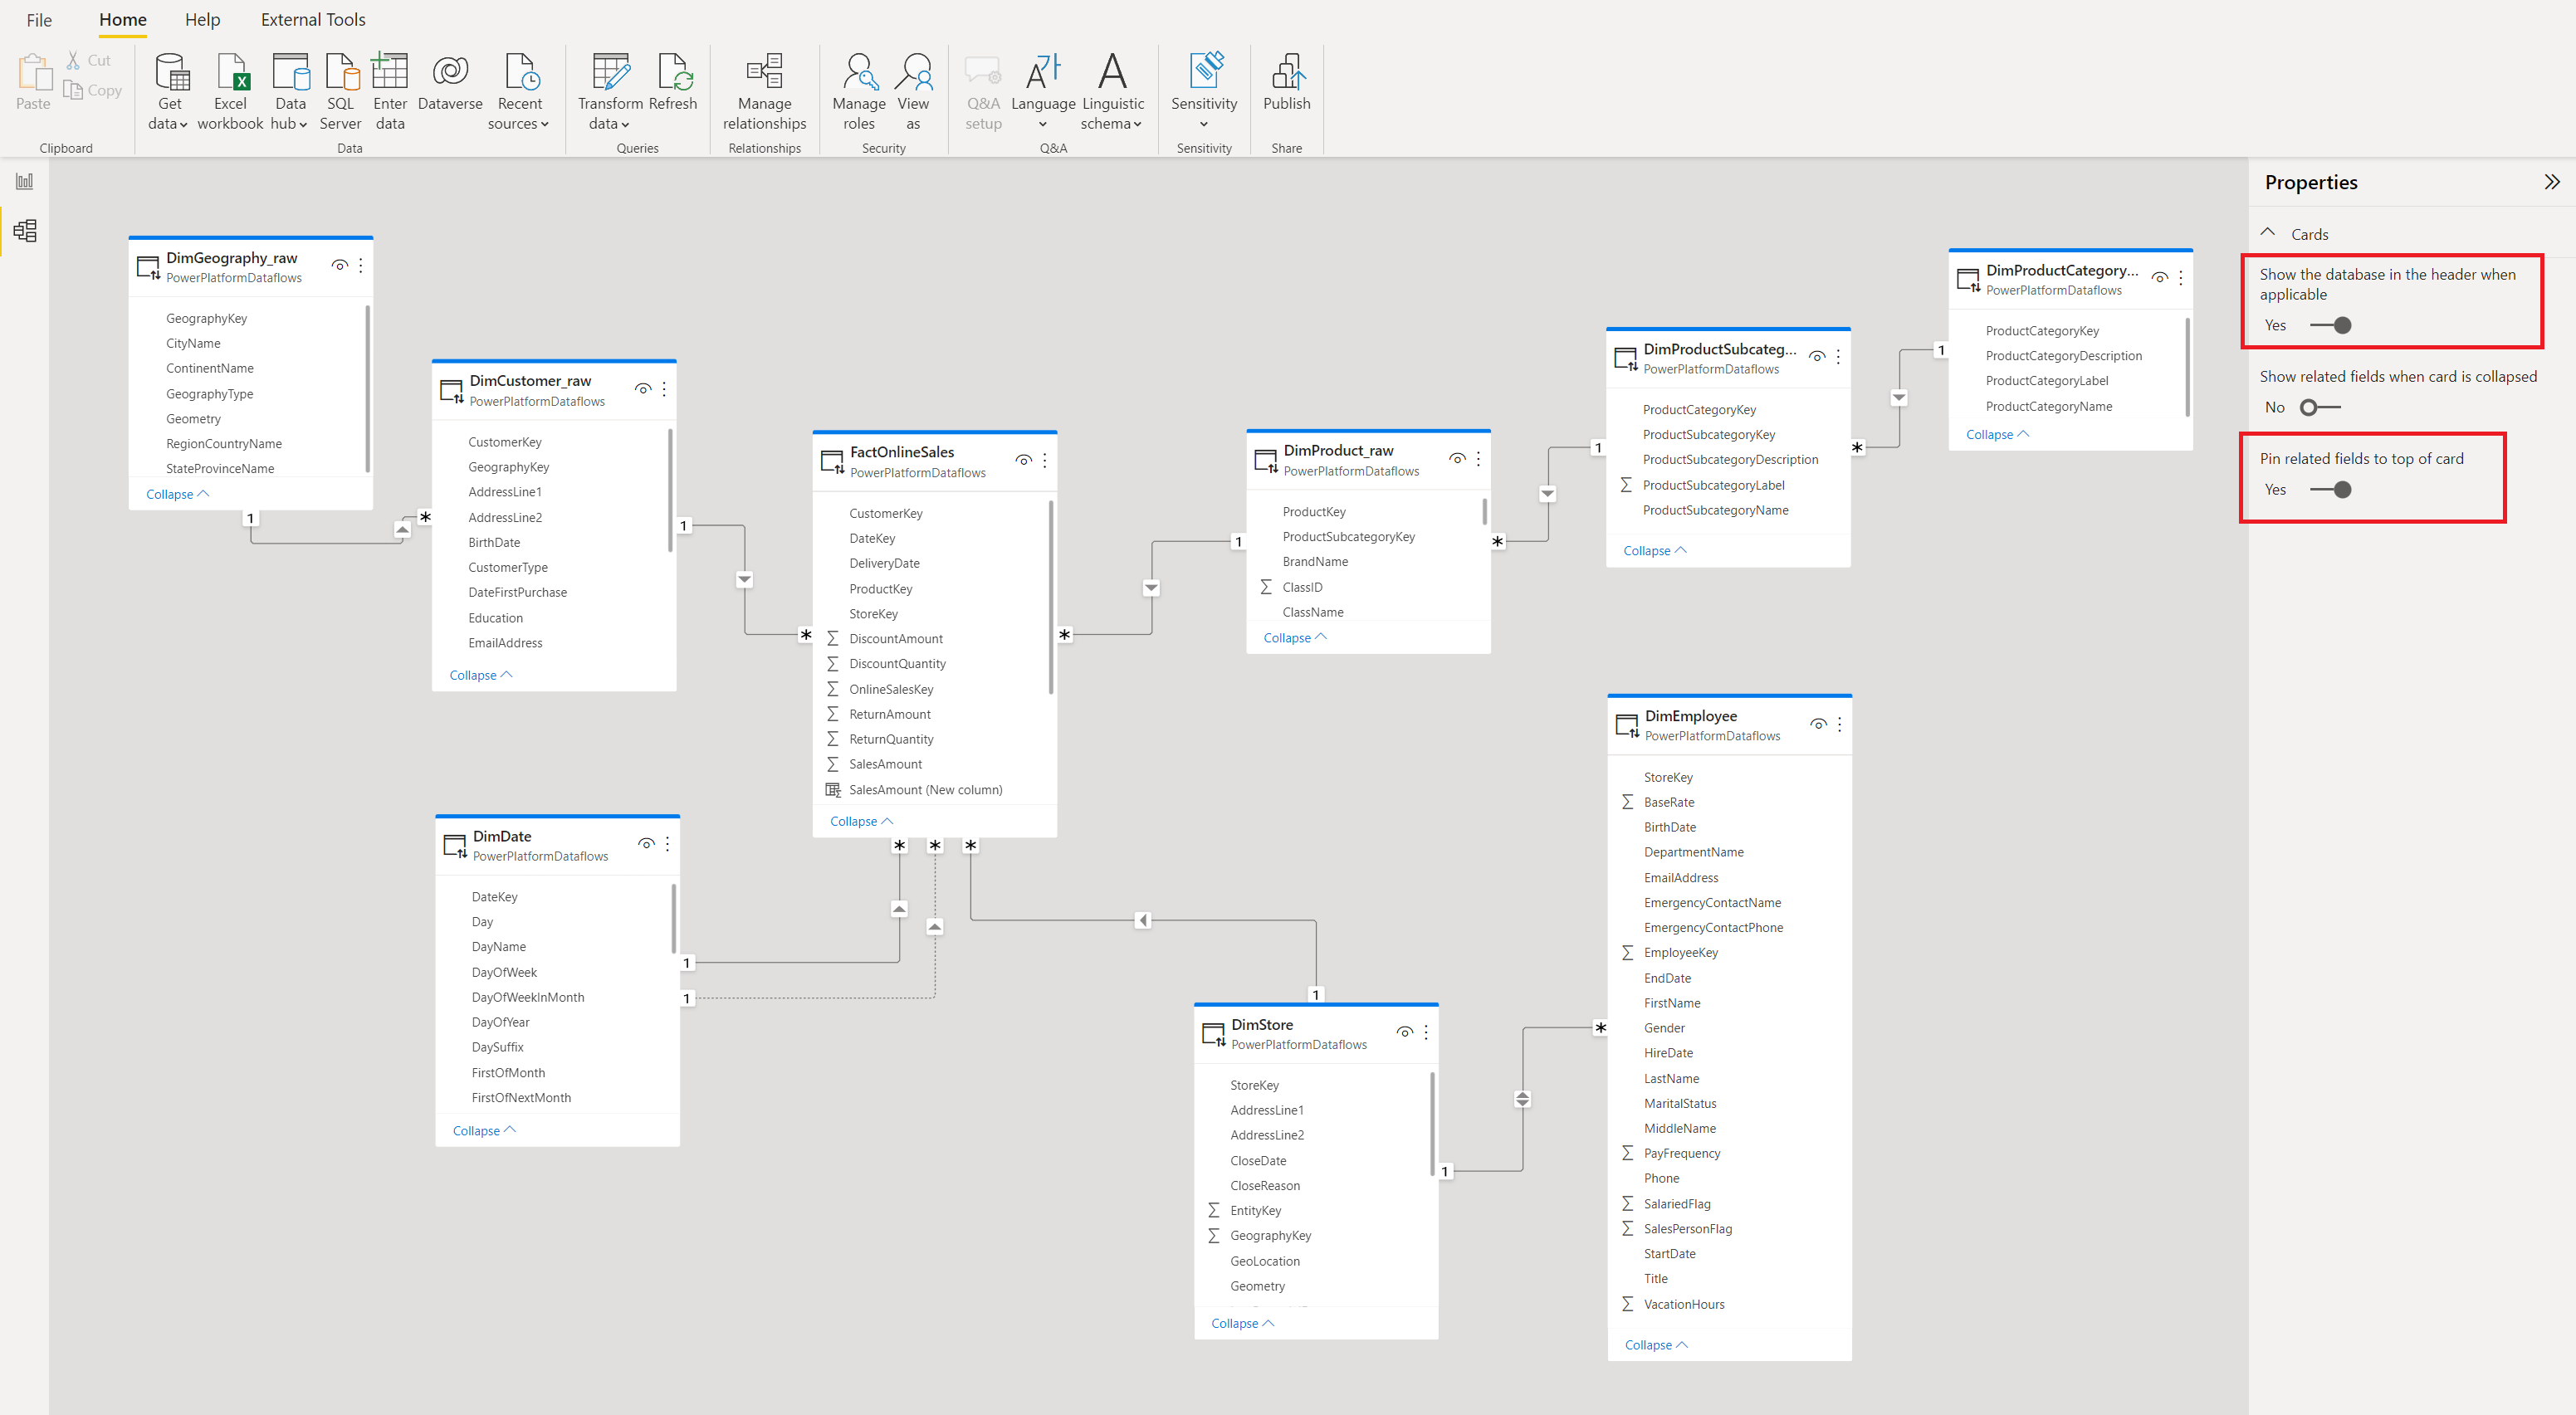 File
Home
Help
External Tools
Paste
Cut
Copy
Clipboard
Get
data
Excel
workbook
Data
hub
SQL
Server
Enter
data
Dataverse
Recent
sources
Data
Transform
data
Refresh
Queries
Manage
relationships
Relationships
Manage
roles
View
as
Security
Q&A
setup
Language
Linguistic
schema
Q&A
Sensitivity
Sensitivity
Publish
Share
DimGeography_raw
PowerPlatformDataflows
GeographyKey
CityName
ContinentName
GeographyType
Geometry
RegionCountryName
StateProvinceName
Collapse
1
*
DimCustomer_raw
PowerPlatformDataflows
CustomerKey
GeographyKey
AddressLine1
AddressLine2
BirthDate
CustomerType
DateFirstPurchase
Education
EmailAddress
Collapse
1
*
FactOnlineSales
PowerPlatformDataflows
CustomerKey
DateKey
DeliveryDate
ProductKey
StoreKey
∑ DiscountAmount
∑ DiscountQuantity
∑ OnlineSalesKey
∑ ReturnAmount
∑ ReturnQuantity
∑ SalesAmount
SalesAmount (New column)
Collapse
*
*
*
*
1
DimProduct_raw
PowerPlatformDataflows
ProductKey
ProductSubcategoryKey
BrandName
∑ ClassID
ClassName
Collapse
*
1
DimProductSubcateg...
PowerPlatformDataflows
ProductCategoryKey
ProductSubcategoryKey
ProductSubcategoryDescription
∑ ProductSubcategoryLabel
ProductSubcategoryName
Collapse
*
1
DimProductCategory...
PowerPlatformDataflows
ProductCategoryKey
ProductCategoryDescription
ProductCategoryLabel
ProductCategoryName
Collapse
DimDate
PowerPlatformDataflows
DateKey
Day
DayName
DayOfWeek
DayOfWeekInMonth
DayOfYear
DaySuffix
FirstOfMonth
FirstOfNextMonth
Collapse
1
1
1
DimStore
PowerPlatformDataflows
StoreKey
AddressLine1
AddressLine2
CloseDate
CloseReason
∑ EntityKey
∑ GeographyKey
GeoLocation
Geometry
Collapse
1
*
DimEmployee
PowerPlatformDataflows
StoreKey
∑ BaseRate
BirthDate
DepartmentName
EmailAddress
EmergencyContactName
EmergencyContactPhone
∑ EmployeeKey
EndDate
FirstName
Gender
HireDate
LastName
MaritalStatus
MiddleName
∑ PayFrequency
Phone
∑ SalariedFlag
∑ SalesPersonFlag
StartDate
Title
∑ VacationHours
Collapse
Properties
Cards
Show the database in the header when
applicable
Yes
Show related fields when card is collapsed
No
Pin related fields to top of card
Yes